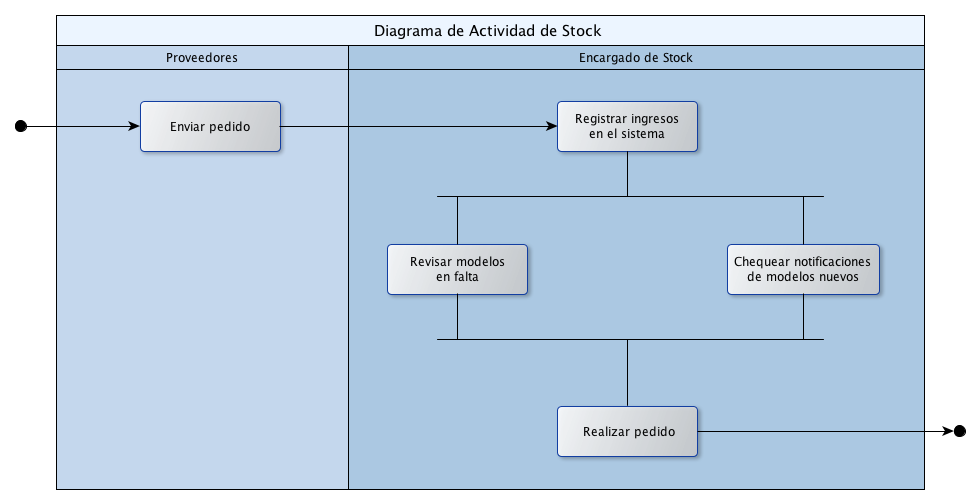 Diagrama de Actividad de Stock
Proveedores
Encargado de Stock
Enviar pedido
Registrar ingresos
en el sistema
Revisar modelos
en falta
Chequear notificaciones
de modelos nuevos
Realizar pedido